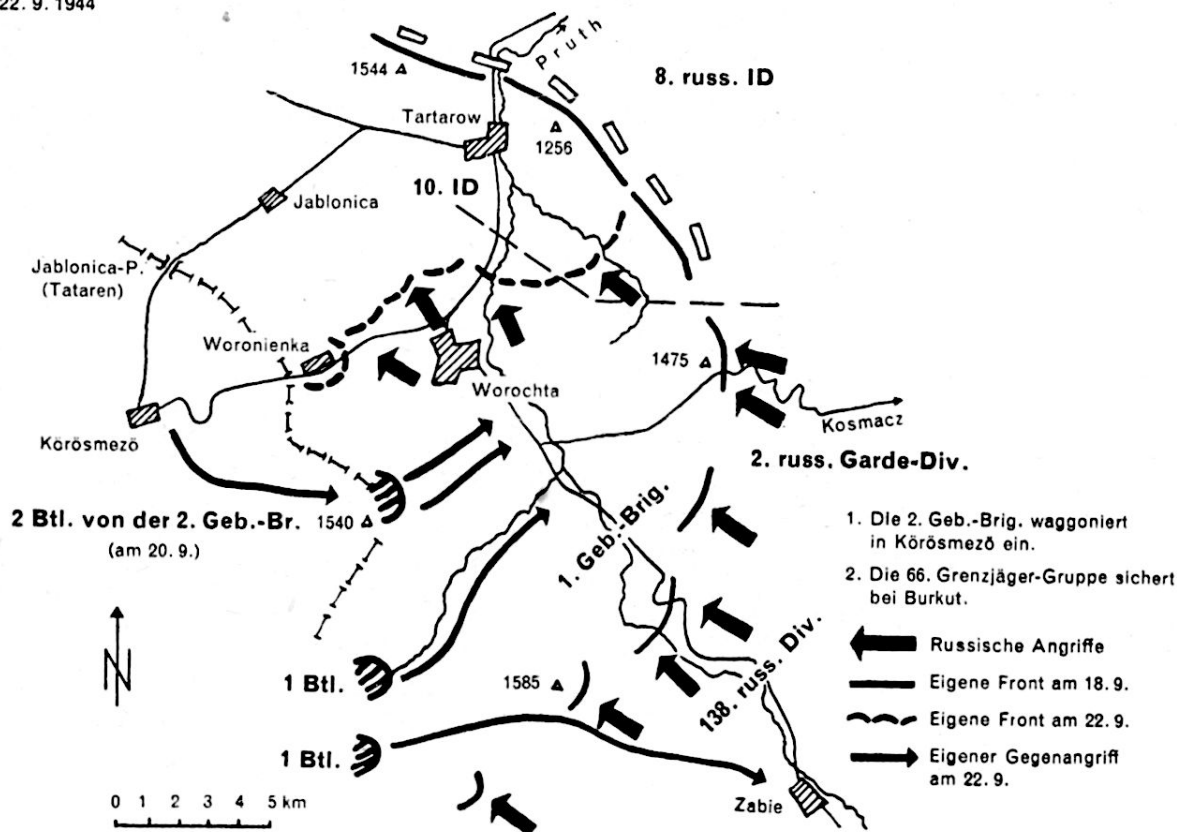 22. 9. 1944
Pruth
1544
8. russ. ID
Tartarow
1256
10. ID
Jablonica
Jablonica-P.
(Tataren)
Woronienka
1475
Worochta
Kosmacz
Körösmezö
2. russ. Garde-Div.
2 Btl. von der 2. Geb.-Br.
1540
(am 20. 9.)
1. Geb.-Brig.
1. Die 2. Geb.-Brig. waggoniert
in Körösmezö ein.
2. Die 66. Grenzjäger-Gruppe sichert
bei Burkut.
N
138. russ. Div.
Russische Angriffe
1 Btl.
1585
Eigene Front am 18. 9.
Eigene Front am 22. 9.
1 Btl.
Eigener Gegenangriff
am 22. 9.
Zabie
0 1 2 3 4 5 km